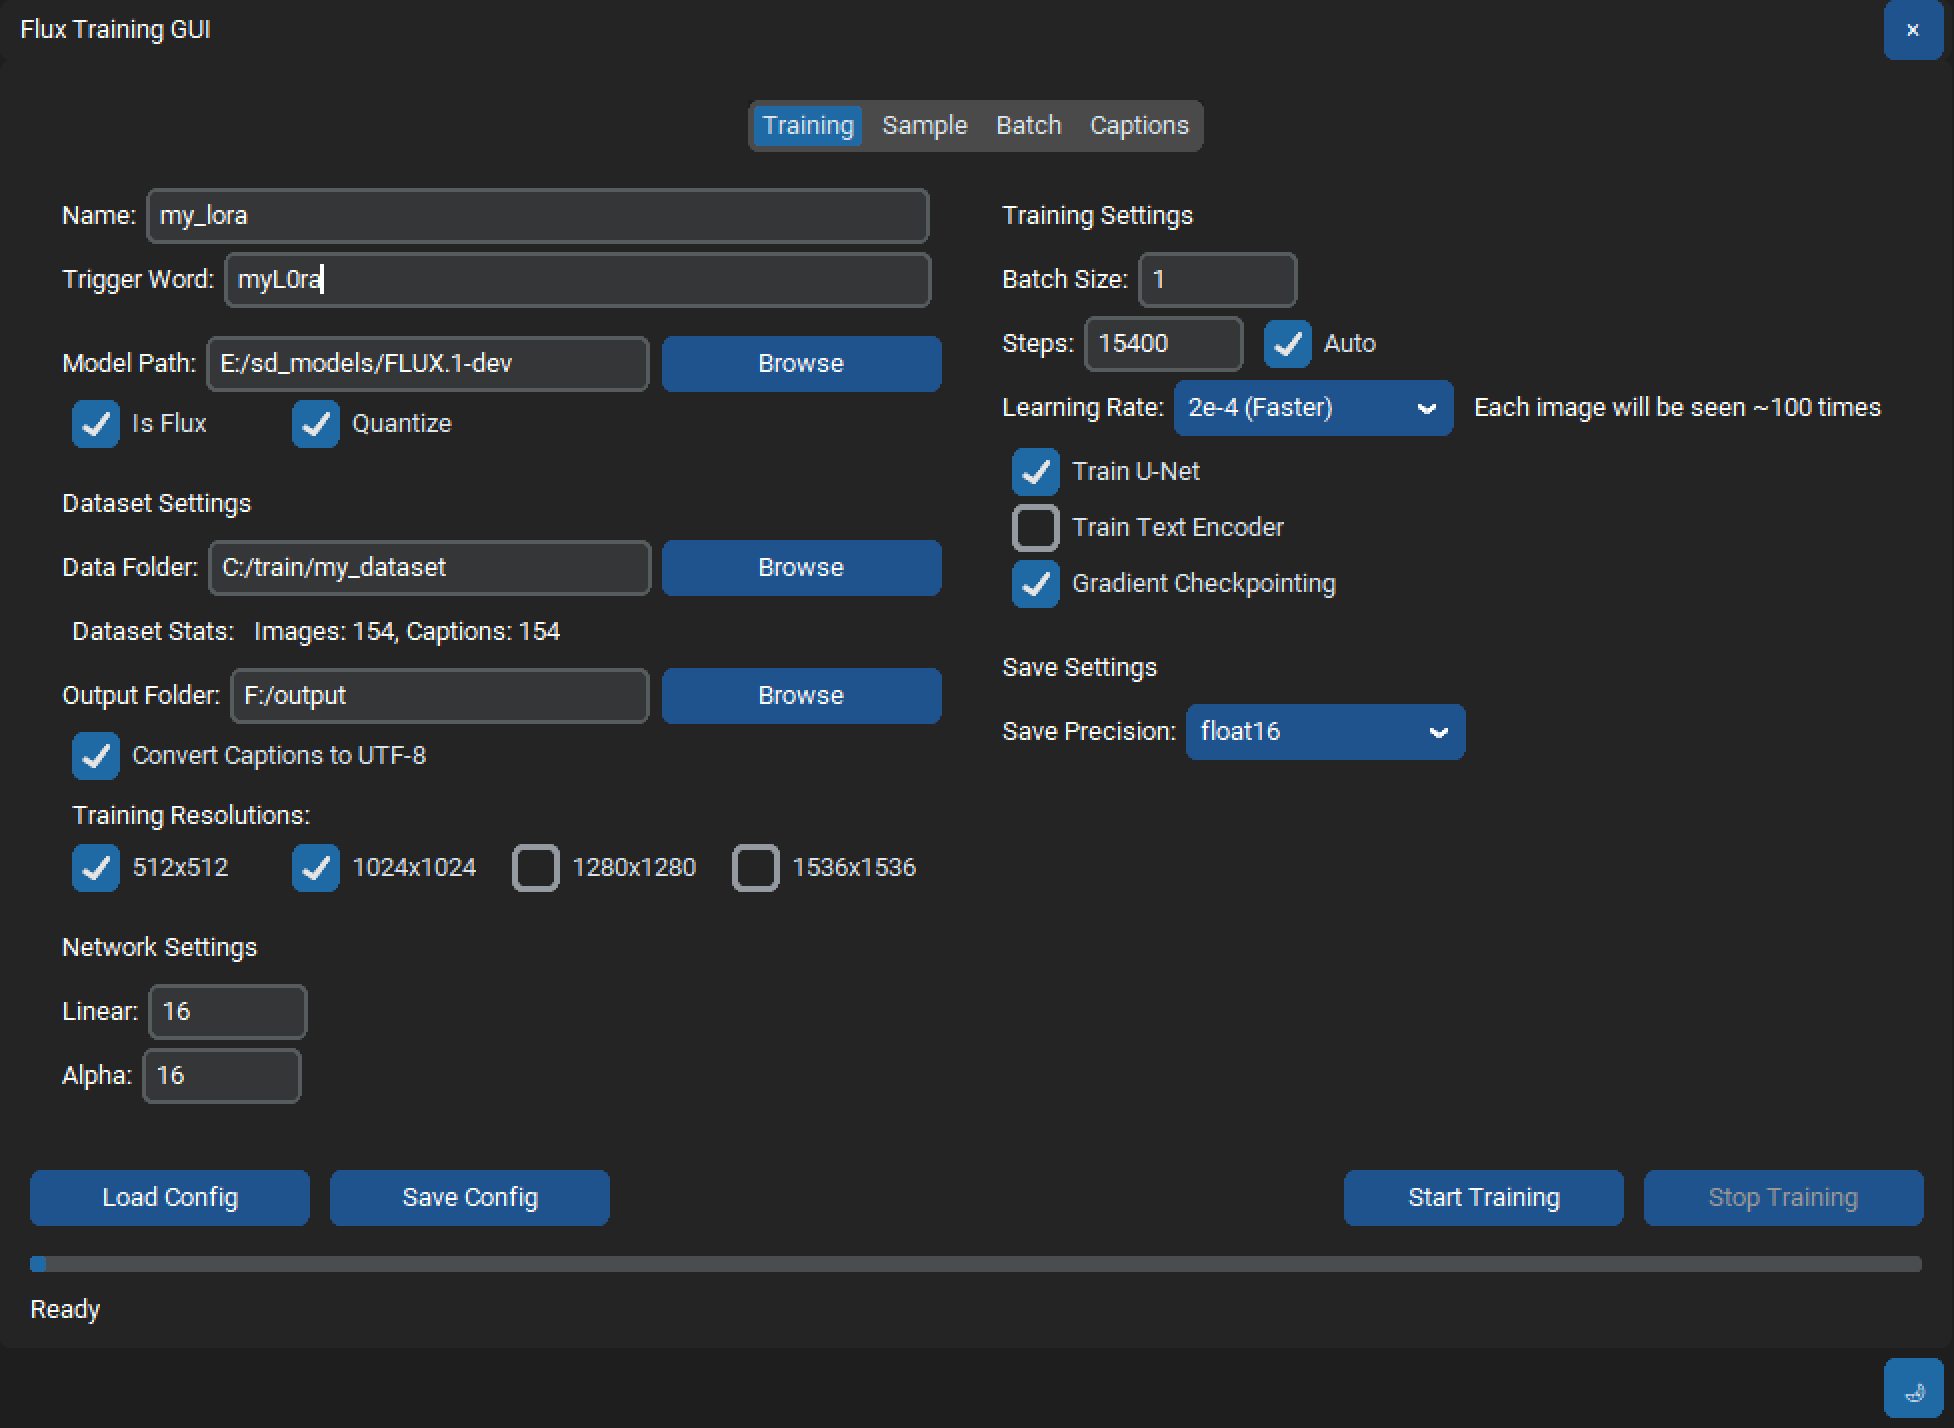 Flux Training GUI
×
Training Sample Batch Captions
Name: my_lora
Trigger Word: myL0ra
Model Path: E:/sd_models/FLUX.1-dev Browse
Is Flux Quantize
Dataset Settings
Data Folder: C:/train/my_dataset Browse
Dataset Stats: Images: 154, Captions: 154
Output Folder: F:/output Browse
Convert Captions to UTF-8
Training Resolutions:
512x512 1024x1024 1280x1280 1536x1536
Network Settings
Linear: 16
Alpha: 16
Training Settings
Batch Size: 1
Steps: 15400 Auto
Learning Rate: 2e-4 (Faster) Each image will be seen ~100 times
Train U-Net
Train Text Encoder
Gradient Checkpointing
Save Settings
Save Precision: float16
Load Config Save Config Start Training Stop Training
Ready